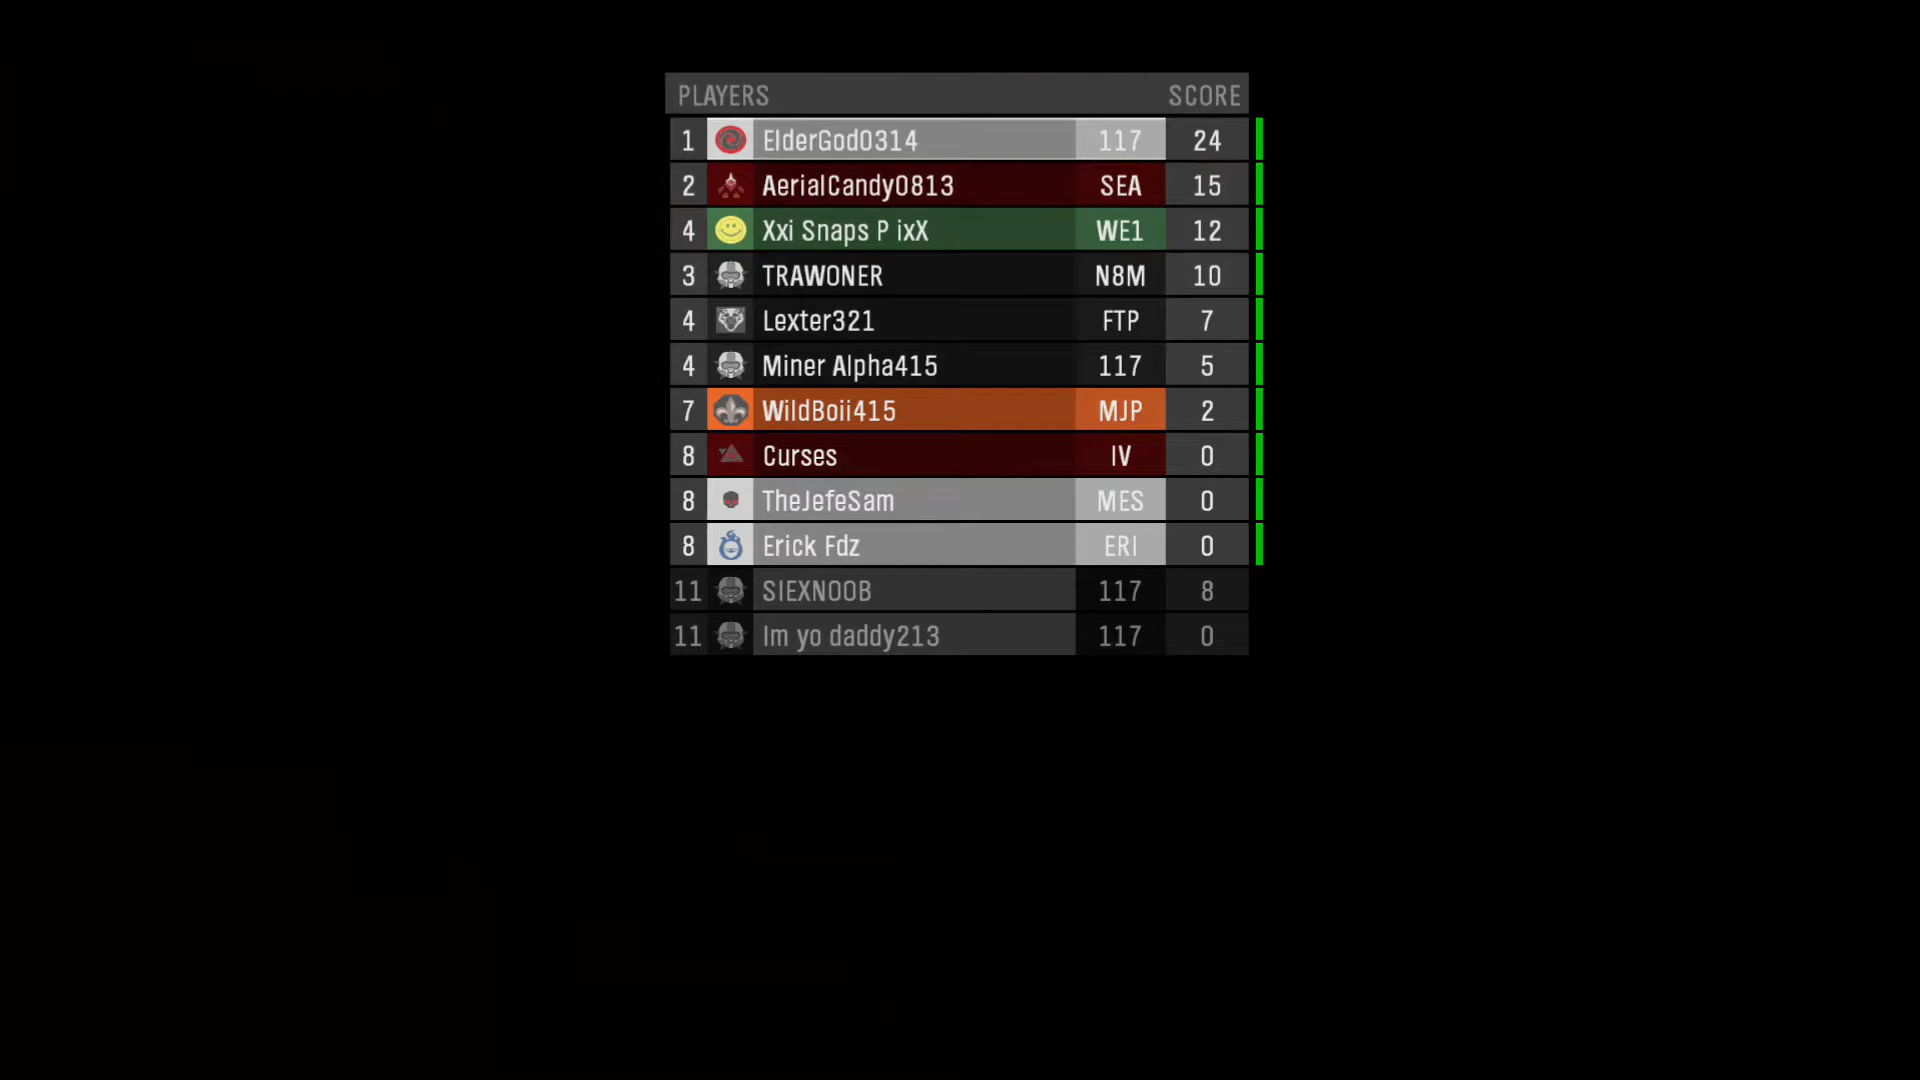 PLAYERS SCORE
1 ElderGod0314 117 24
2 AerialCandy0813 SEA 15
4 Xxi Snaps P ixX WE1 12
3 TRAWONER N8M 10
4 Lexter321 FTP 7
4 Miner Alpha415 117 5
7 WildBoii415 MJP 2
8 Curses IV 0
8 TheJefeSam MES 0
8 Erick Fdz ERI 0
11 SIEXNOOB 117 8
11 Im yo daddy213 117 0